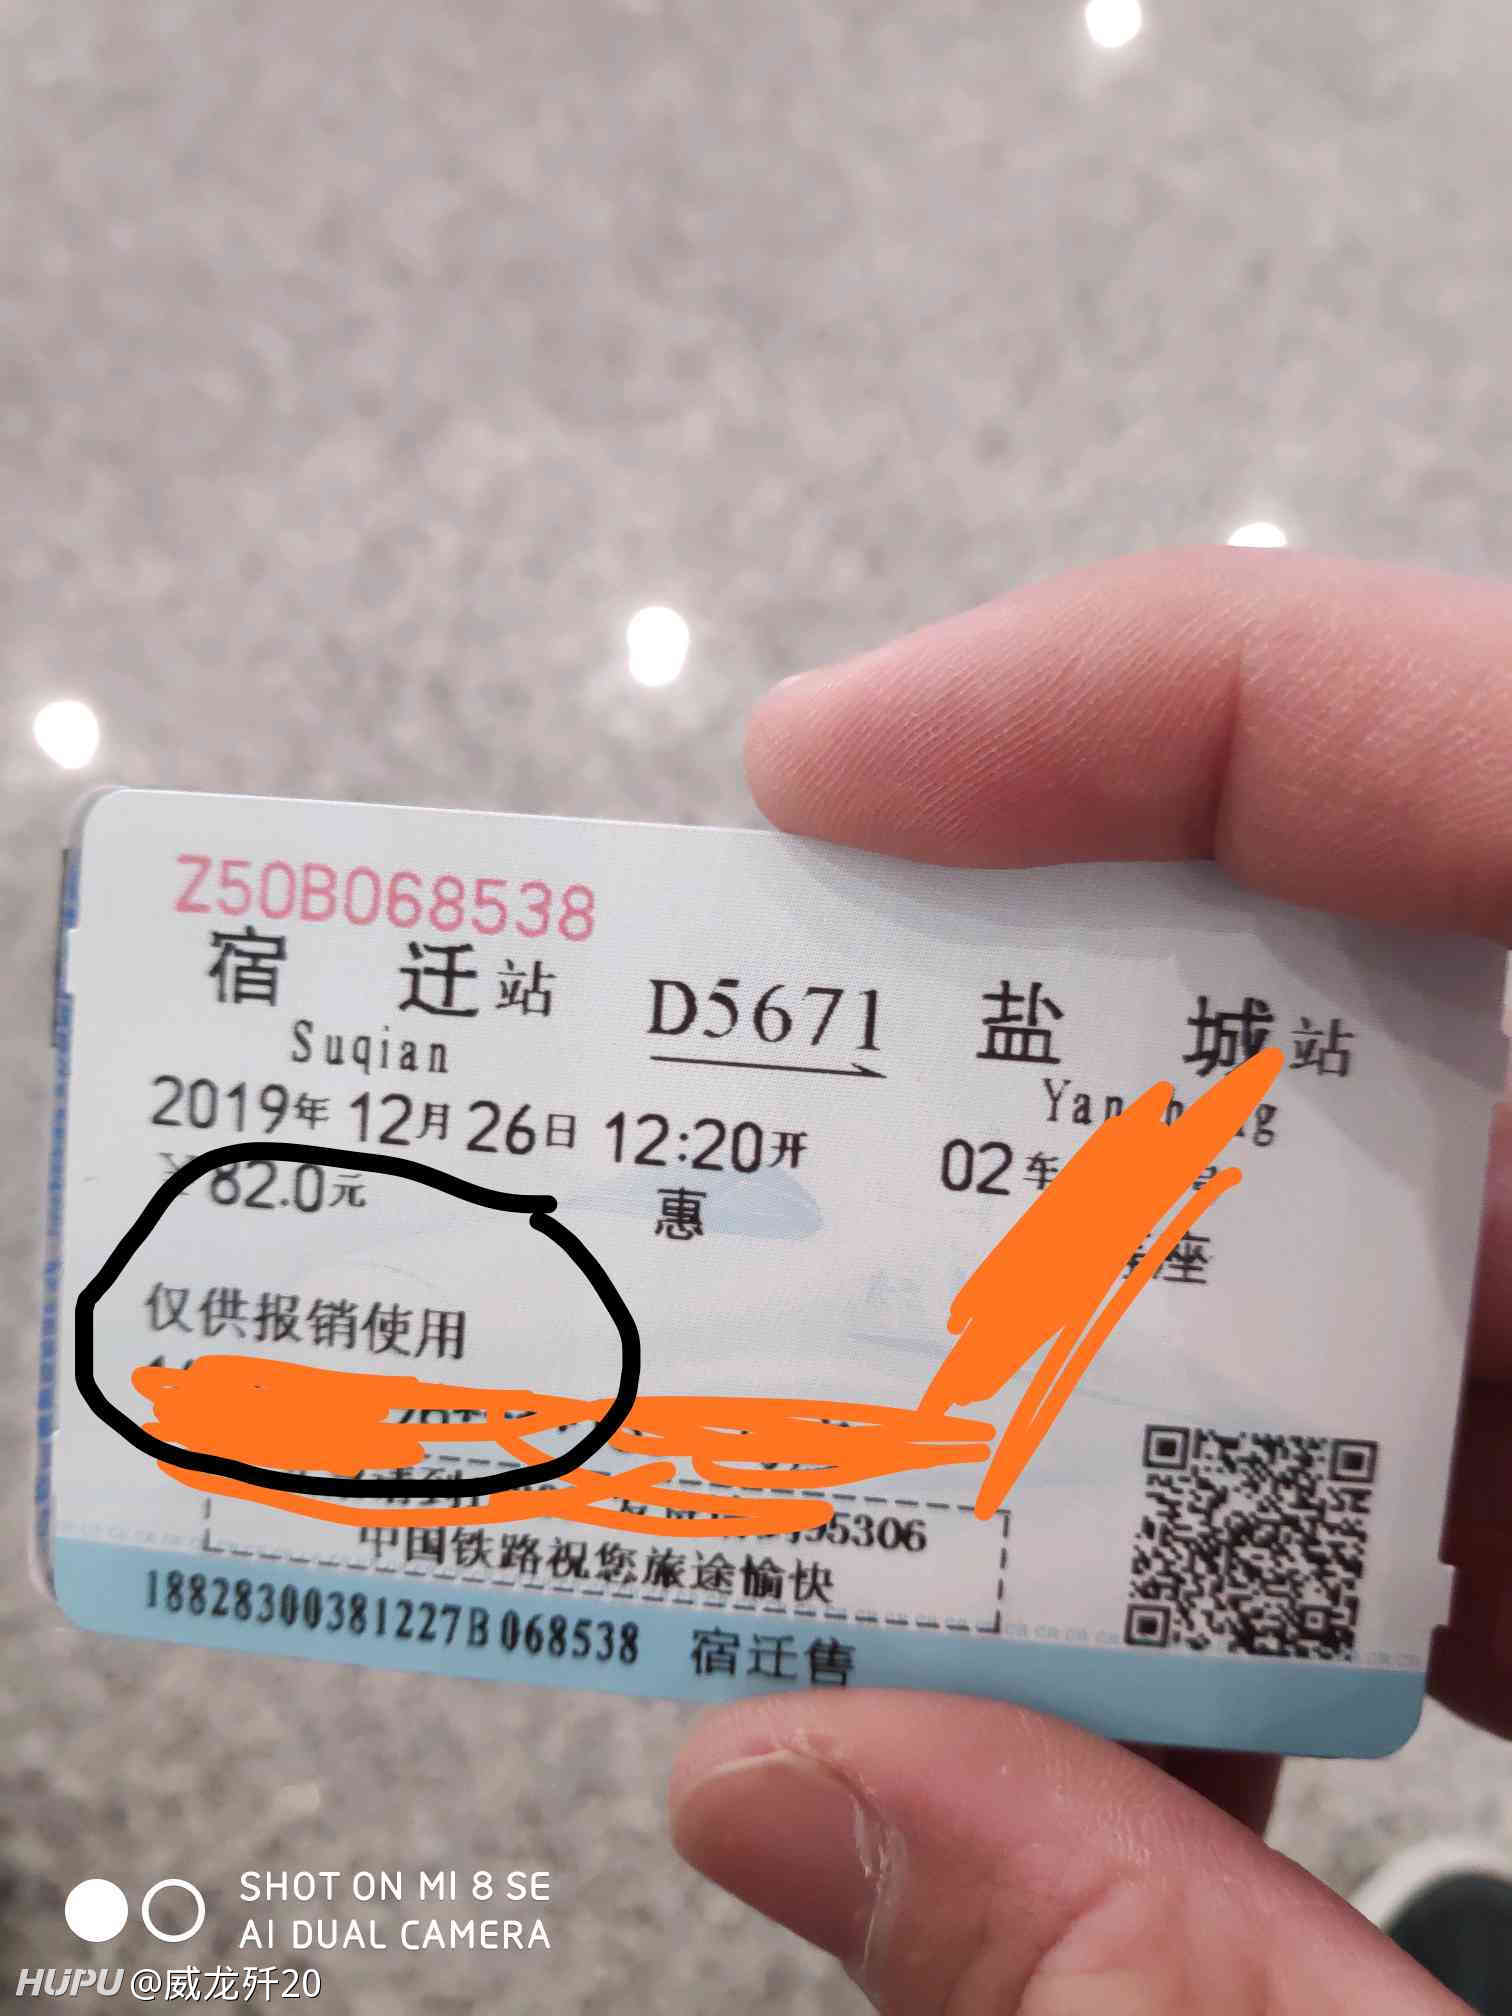 Z50B068538
宿迁站 D5671 盐城站
Suqian
2019年12月26日 12:20开 02车
¥82.0元 惠 座
仅供报销使用
95306
中国铁路祝您旅途愉快
18828300381227B068538 宿迁售
SHOT ON MI 8 SE
AI DUAL CAMERA
HUPU @威龙歼20